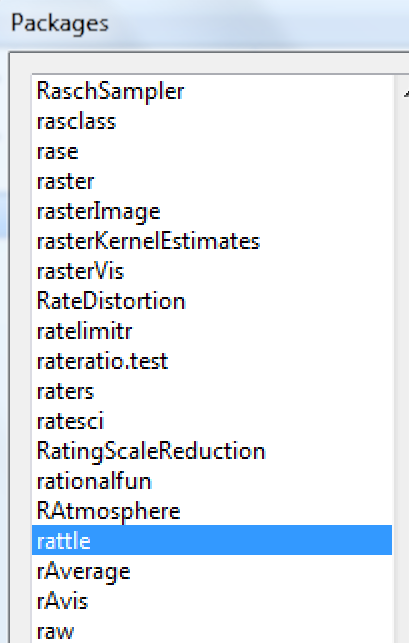 Packages
RaschSampler
rasclass
rase
raster
rasterImage
rasterKernelEstimates
rasterVis
RateDistortion
ratelimitr
rateratio.test
raters
ratesci
RatingScaleReduction
rationalfun
RAtmosphere
rattle
rAverage
rAvis
raw